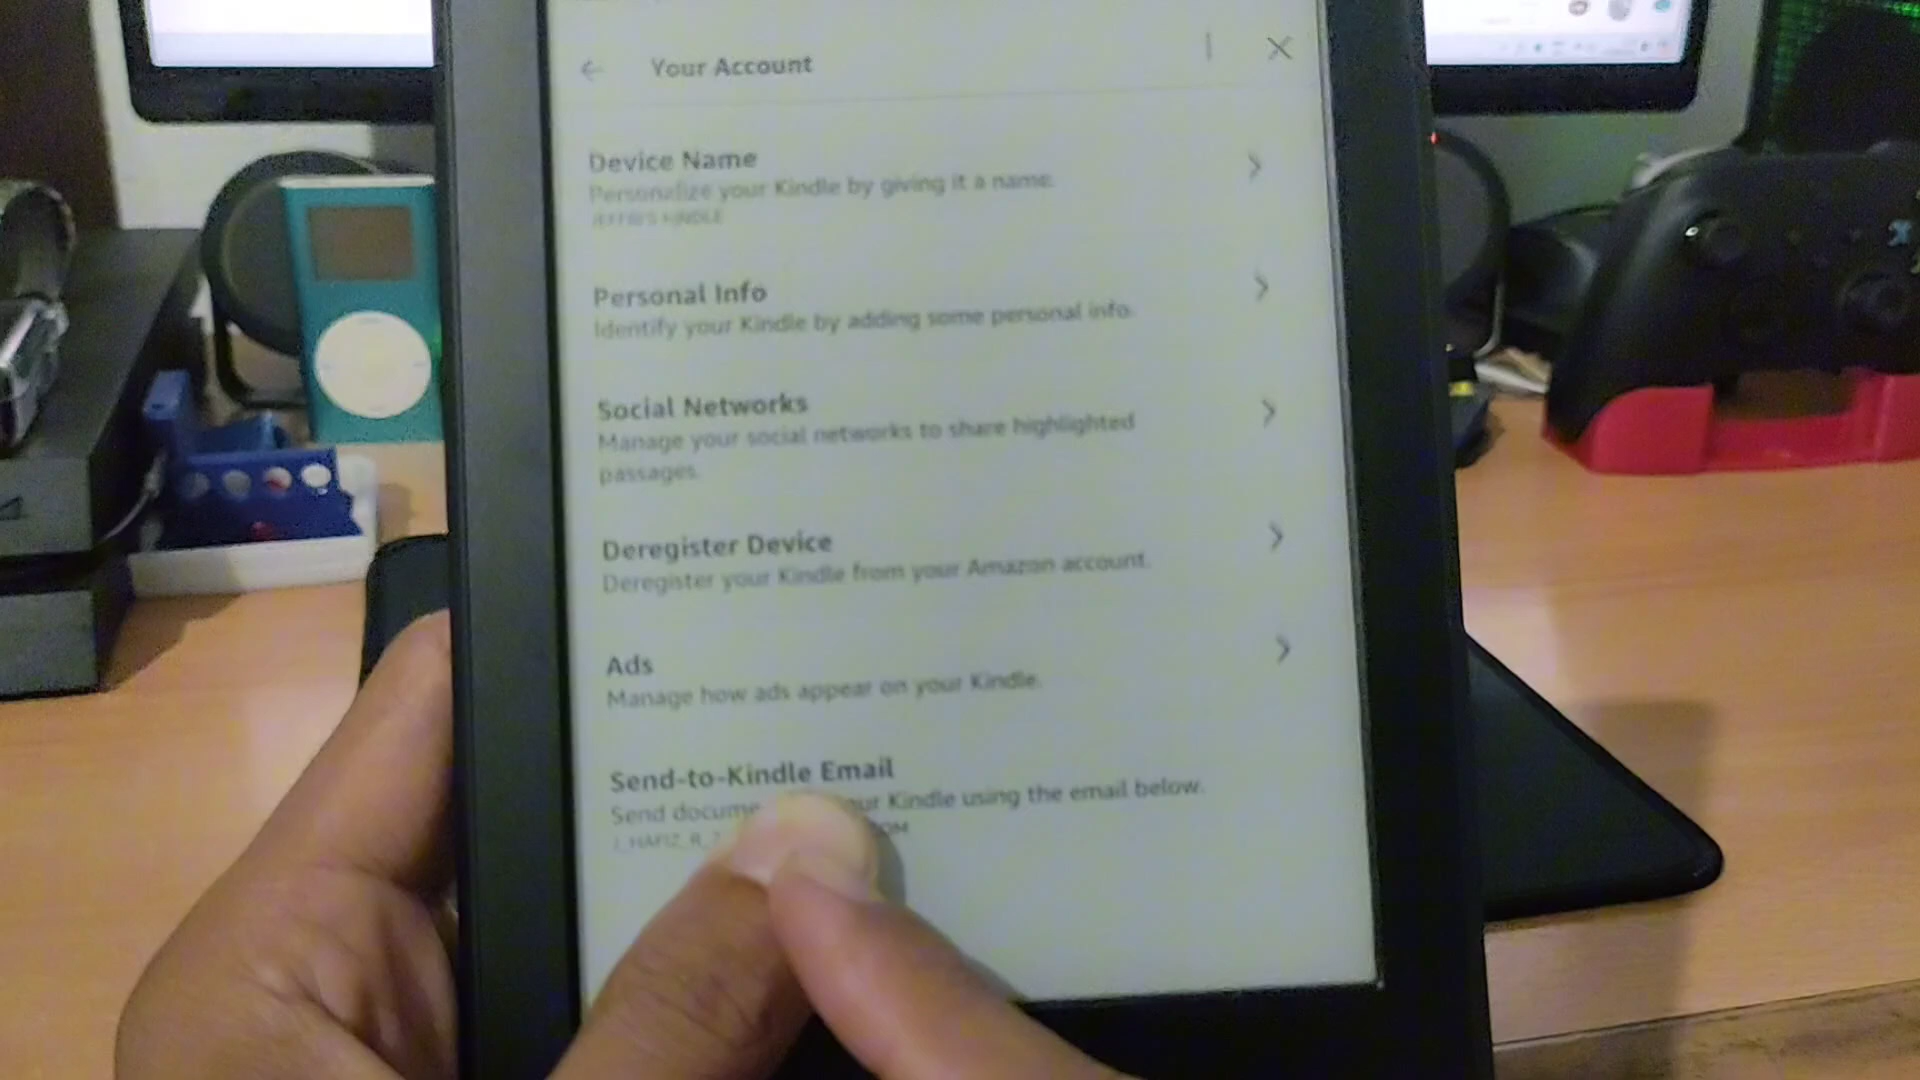 Your Account
Device Name
Personalize your Kindle by giving it a name.
Personal Info
Identify your Kindle by adding some personal info.
Social Networks
Manage your social networks to share highlighted
passages.
Deregister Device
Deregister your Kindle from your Amazon account.
Ads
Manage how ads appear on your Kindle.
Send-to-Kindle Email
Send docume our Kindle using the email below.